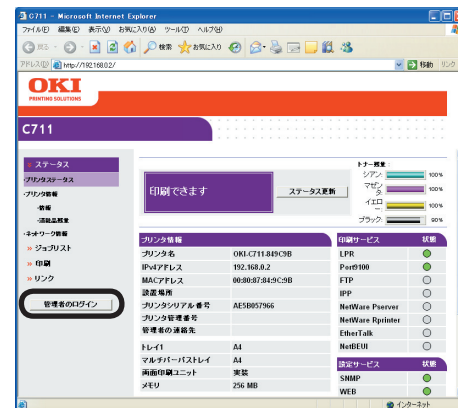 C711 - Microsoft Internet Explorer
ファイル(F) 編集(E) 表示(V) お気に入り(A) ツール(T) ヘルプ(H)
戻る 検索 お気に入り
アドレス(D) http://192.168.0.2/ 移動 リンク
OKI
PRINTING SOLUTIONS
C711
ステータス
プリンタステータス
プリンタ情報
-情報
-消耗品残量
ネットワーク情報
ジョブリスト
印刷
リンク
管理者のログイン
印刷できます
ステータス更新
トナー残量:
シアン: 100%
マゼンタ: 100%
イエロー: 100%
ブラック: 90%
プリンタ情報
プリンタ名 OKI-C711-849C9B
IPv4アドレス 192.168.0.2
MACアドレス 00:80:87:84:9C:9B
設置場所
プリンタシリアル番号 AE5B057966
プリンタ管理番号
管理者の連絡先
トレイ1 A4
マルチパーパストレイ A4
両面印刷ユニット 実装
メモリ 256 MB
印刷サービス 状態
LPR
Port9100
FTP
IPP
NetWare Pserver
NetWare Rprinter
EtherTalk
NetBEUI
設定サービス 状態
SNMP
WEB
インターネット